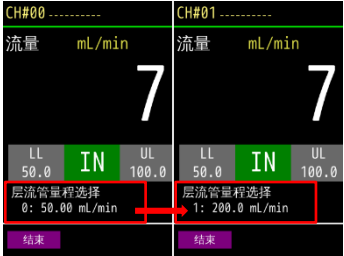 CH#00 ----------
流量 mL/min
7
LL
50.0
IN
UL
100.0
层流管量程选择
0: 50.00 mL/min
结束
CH#01 ----------
流量 mL/min
7
LL
50.0
IN
UL
100.0
层流管量程选择
1: 200.0 mL/min
结束